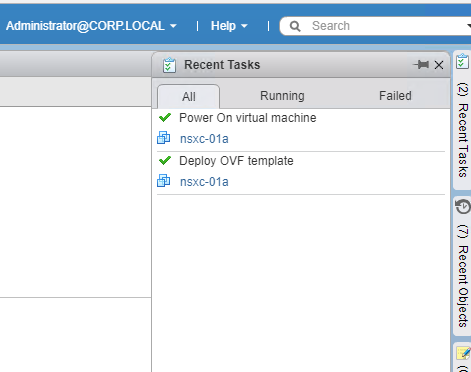 Administrator@CORP.LOCAL
Help
Search
Recent Tasks
All
Running
Failed
Power On virtual machine
nsxc-01a
Deploy OVF template
nsxc-01a
(2) Recent Tasks
(7) Recent Objects